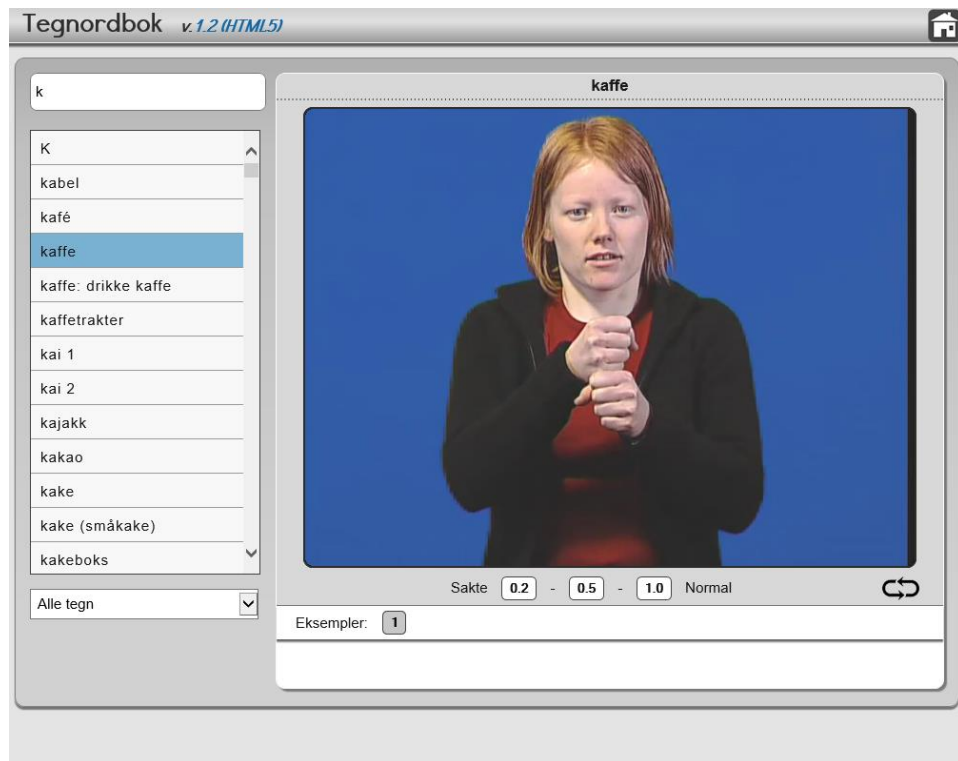 Tegnordbok v. 1.2 (HTML5)
k
K
kabel
kafé
kaffe
kaffe: drikke kaffe
kaffetrakter
kai 1
kai 2
kajakk
kakao
kake
kake (småkake)
kakeboks
Alle tegn
kaffe
Sakte 0.2 - 0.5 - 1.0 Normal
Eksempler: 1